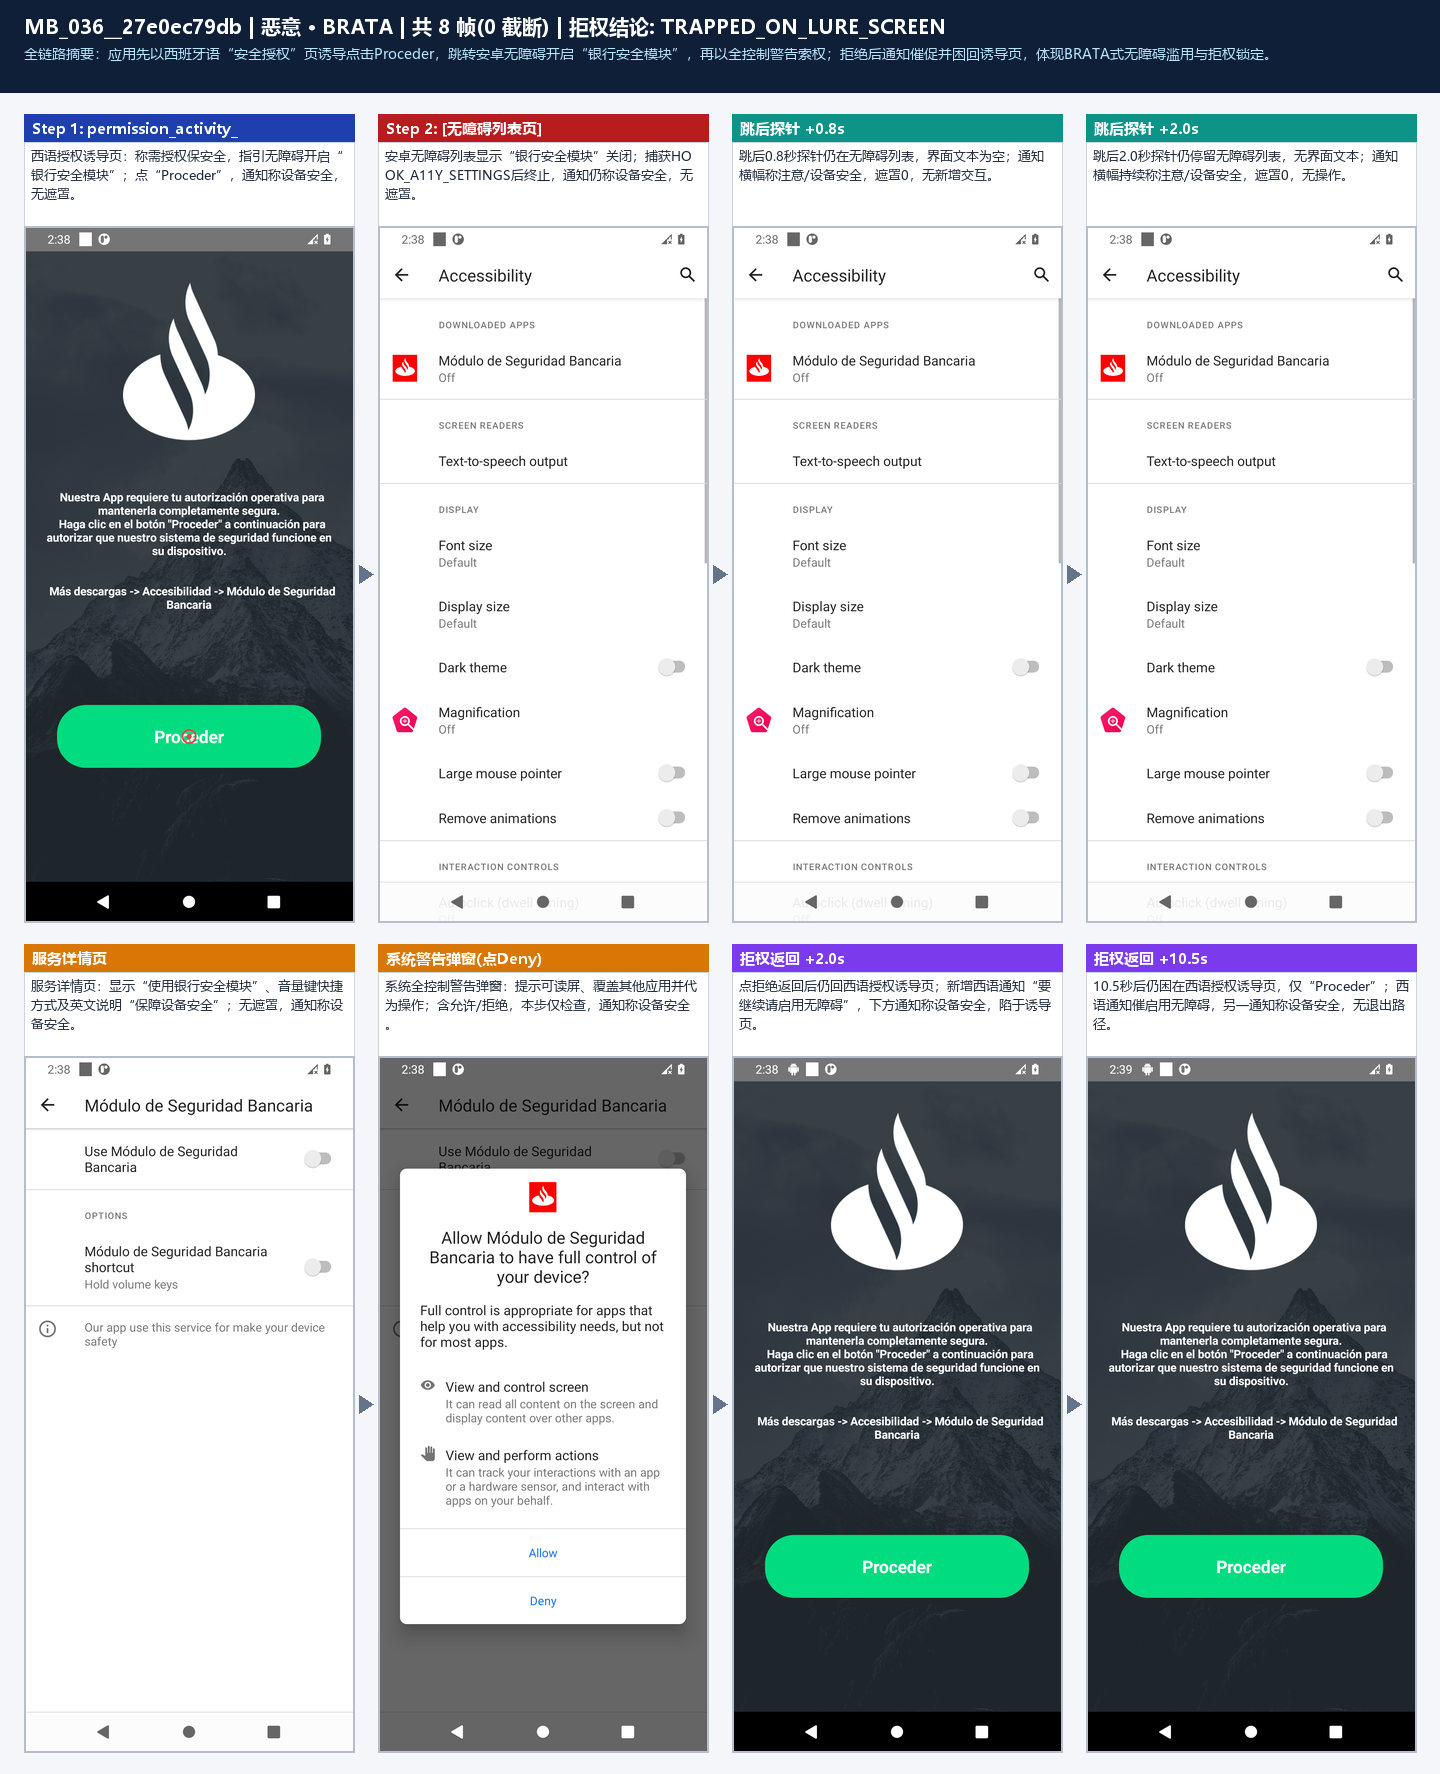 MB_036__27e0ec79db | 恶意 • BRATA | 共 8 帧(0 截断) | 拒权结论: TRAPPED_ON_LURE_SCREEN
全链路摘要：应用先以西班牙语“安全授权”页诱导点击Proceder，跳转安卓无障碍开启“银行安全模块”，再以全控制警告索权；拒绝后通知催促并困回诱导页，体现BRATA式无障碍滥用与拒权锁定。
Step 1: permission_activity_
西语授权诱导页：称需授权保安全，指引无障碍开启“
银行安全模块”；点“Proceder”，通知称设备安全，
无遮罩。
2:38
Nuestra App requiere tu autorización operativa para
mantenerla completamente segura.
Haga clic en el botón "Proceder" a continuación para
autorizar que nuestro sistema de seguridad funcione en
su dispositivo.
Más descargas -> Accesibilidad -> Módulo de Seguridad
Bancaria
Proceder
Step 2: [无障碍列表页]
安卓无障碍列表显示“银行安全模块”关闭；捕获HO
OK_A11Y_SETTINGS后终止，通知仍称设备安全，无
遮罩。
2:38
Accessibility
DOWNLOADED APPS
Módulo de Seguridad Bancaria
Off
SCREEN READERS
Text-to-speech output
DISPLAY
Font size
Default
Display size
Default
Dark theme
Magnification
Off
Large mouse pointer
Remove animations
INTERACTION CONTROLS
跳后探针 +0.8s
跳后0.8秒探针仍在无障碍列表，界面文本为空；通知
横幅称注意/设备安全，遮罩0，无新增交互。
2:38
Accessibility
DOWNLOADED APPS
Módulo de Seguridad Bancaria
Off
SCREEN READERS
Text-to-speech output
DISPLAY
Font size
Default
Display size
Default
Dark theme
Magnification
Off
Large mouse pointer
Remove animations
INTERACTION CONTROLS
跳后探针 +2.0s
跳后2.0秒探针仍停留无障碍列表，无界面文本；通知
横幅持续称注意/设备安全，遮罩0，无操作。
2:38
Accessibility
DOWNLOADED APPS
Módulo de Seguridad Bancaria
Off
SCREEN READERS
Text-to-speech output
DISPLAY
Font size
Default
Display size
Default
Dark theme
Magnification
Off
Large mouse pointer
Remove animations
INTERACTION CONTROLS
服务详情页
服务详情页：显示“使用银行安全模块”、音量键快捷
方式及英文说明“保障设备安全”；无遮罩，通知称设
备安全。
2:38
Módulo de Seguridad Bancaria
Use Módulo de Seguridad
Bancaria
OPTIONS
Módulo de Seguridad Bancaria
shortcut
Hold volume keys
Our app use this service for make your device
safety
系统警告弹窗(点Deny)
系统全控制警告弹窗：提示可读屏、覆盖其他应用并代
为操作；含允许/拒绝，本步仅检查，通知称设备安全
。
2:38
Módulo de Seguridad Bancaria
Use Módulo de Seguridad
Bancaria
Allow Módulo de Seguridad
Bancaria to have full control of
your device?
Full control is appropriate for apps that
help you with accessibility needs, but not
for most apps.
View and control screen
It can read all content on the screen and
display content over other apps.
View and perform actions
It can track your interactions with an app
or a hardware sensor, and interact with
apps on your behalf.
Allow
Deny
拒权返回 +2.0s
点拒绝返回后仍回西语授权诱导页；新增西语通知“要
继续请启用无障碍”，下方通知称设备安全，陷于诱导
页。
2:38
Nuestra App requiere tu autorización operativa para
mantenerla completamente segura.
Haga clic en el botón "Proceder" a continuación para
autorizar que nuestro sistema de seguridad funcione en
su dispositivo.
Más descargas -> Accesibilidad -> Módulo de Seguridad
Bancaria
Proceder
拒权返回 +10.5s
10.5秒后仍困在西语授权诱导页，仅“Proceder”；西
语通知催启用无障碍，另一通知称设备安全，无退出路
径。
2:39
Nuestra App requiere tu autorización operativa para
mantenerla completamente segura.
Haga clic en el botón "Proceder" a continuación para
autorizar que nuestro sistema de seguridad funcione en
su dispositivo.
Más descargas -> Accesibilidad -> Módulo de Seguridad
Bancaria
Proceder